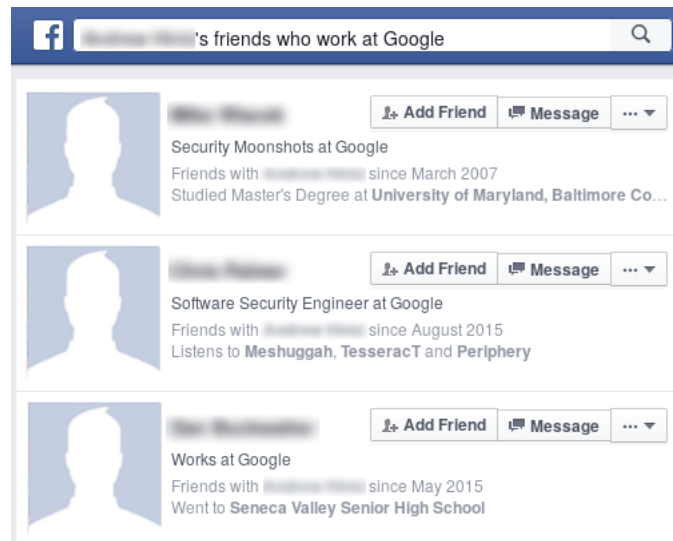 f
's friends who work at Google
Add Friend
Message
Security Moonshots at Google
Friends with since March 2007
Studied Master's Degree at University of Maryland, Baltimore Co...
Add Friend
Message
Software Security Engineer at Google
Friends with since August 2015
Listens to Meshuggah, TesseracT and Periphery
Add Friend
Message
Works at Google
Friends with since May 2015
Went to Seneca Valley Senior High School